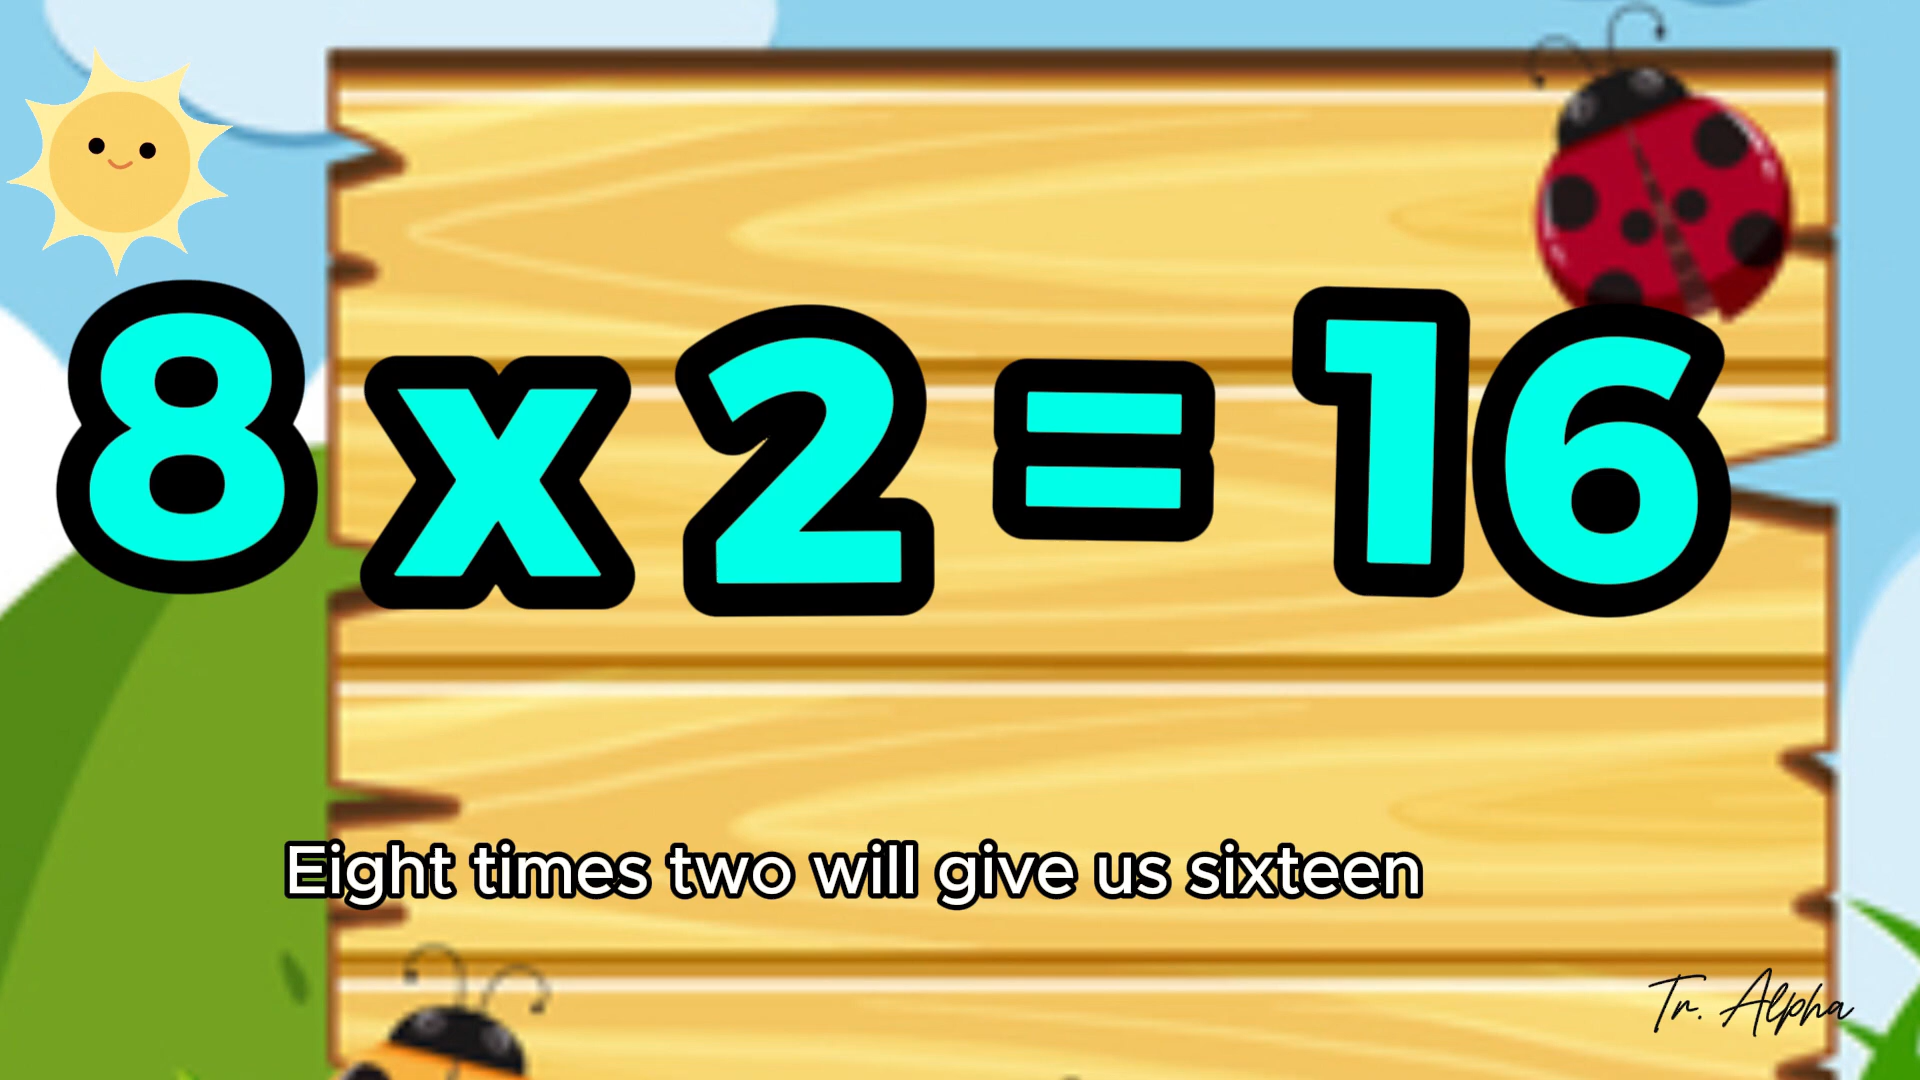 8 x 2 = 16
Eight times two will give us sixteen
Tr. Alpha